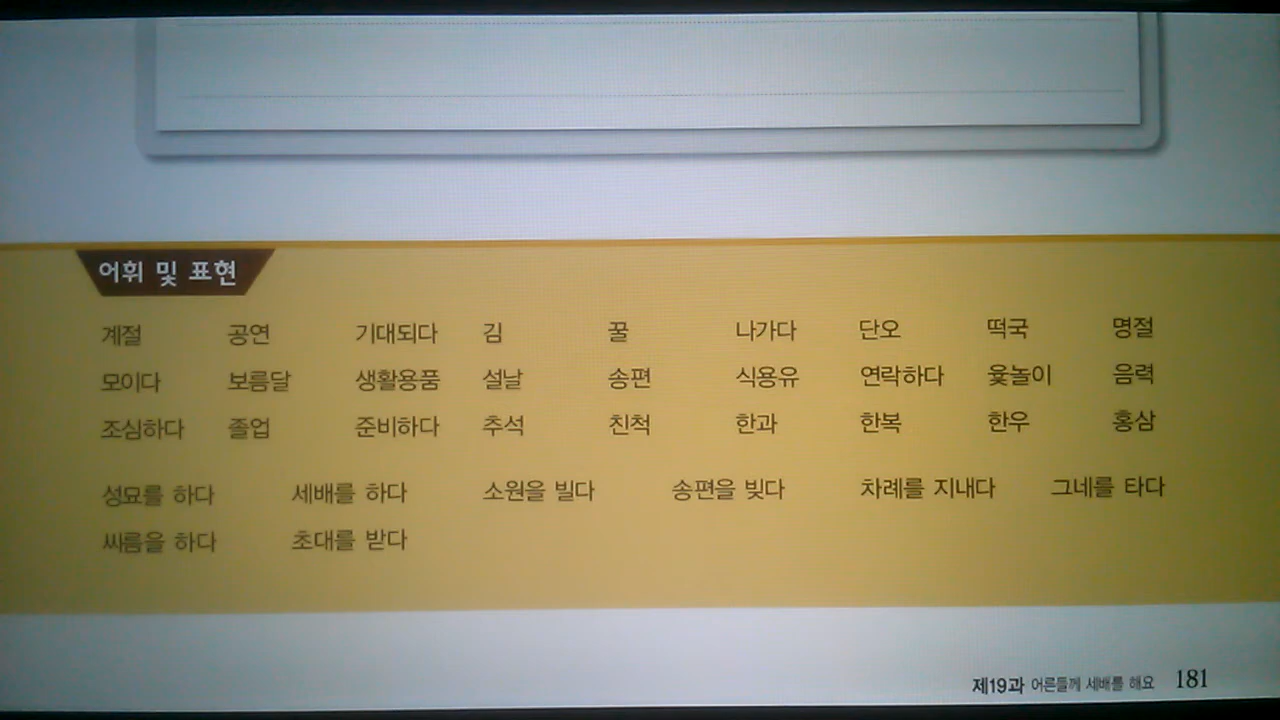 어휘 및 표현
계절 공연 기대되다 김 꿀 나가다 단오 떡국 명절
모이다 보름달 생활용품 설날 송편 식용유 연락하다 윷놀이 음력
조심하다 졸업 준비하다 추석 친척 한과 한복 한우 홍삼
성묘를 하다 세배를 하다 소원을 빌다 송편을 빚다 차례를 지내다 그네를 타다
씨름을 하다 초대를 받다
제19과 어른들께 세배를 해요 181